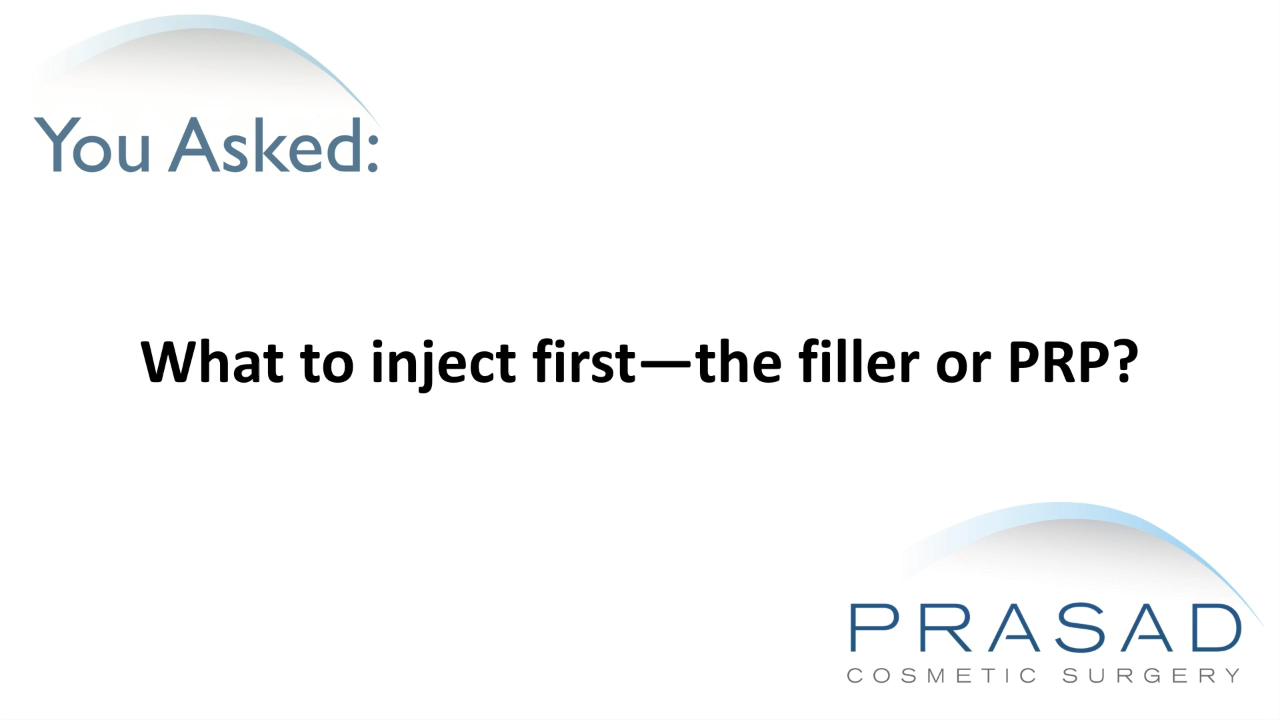 You Asked:
What to inject first—the filler or PRP?
PRASAD
COSMETIC SURGERY